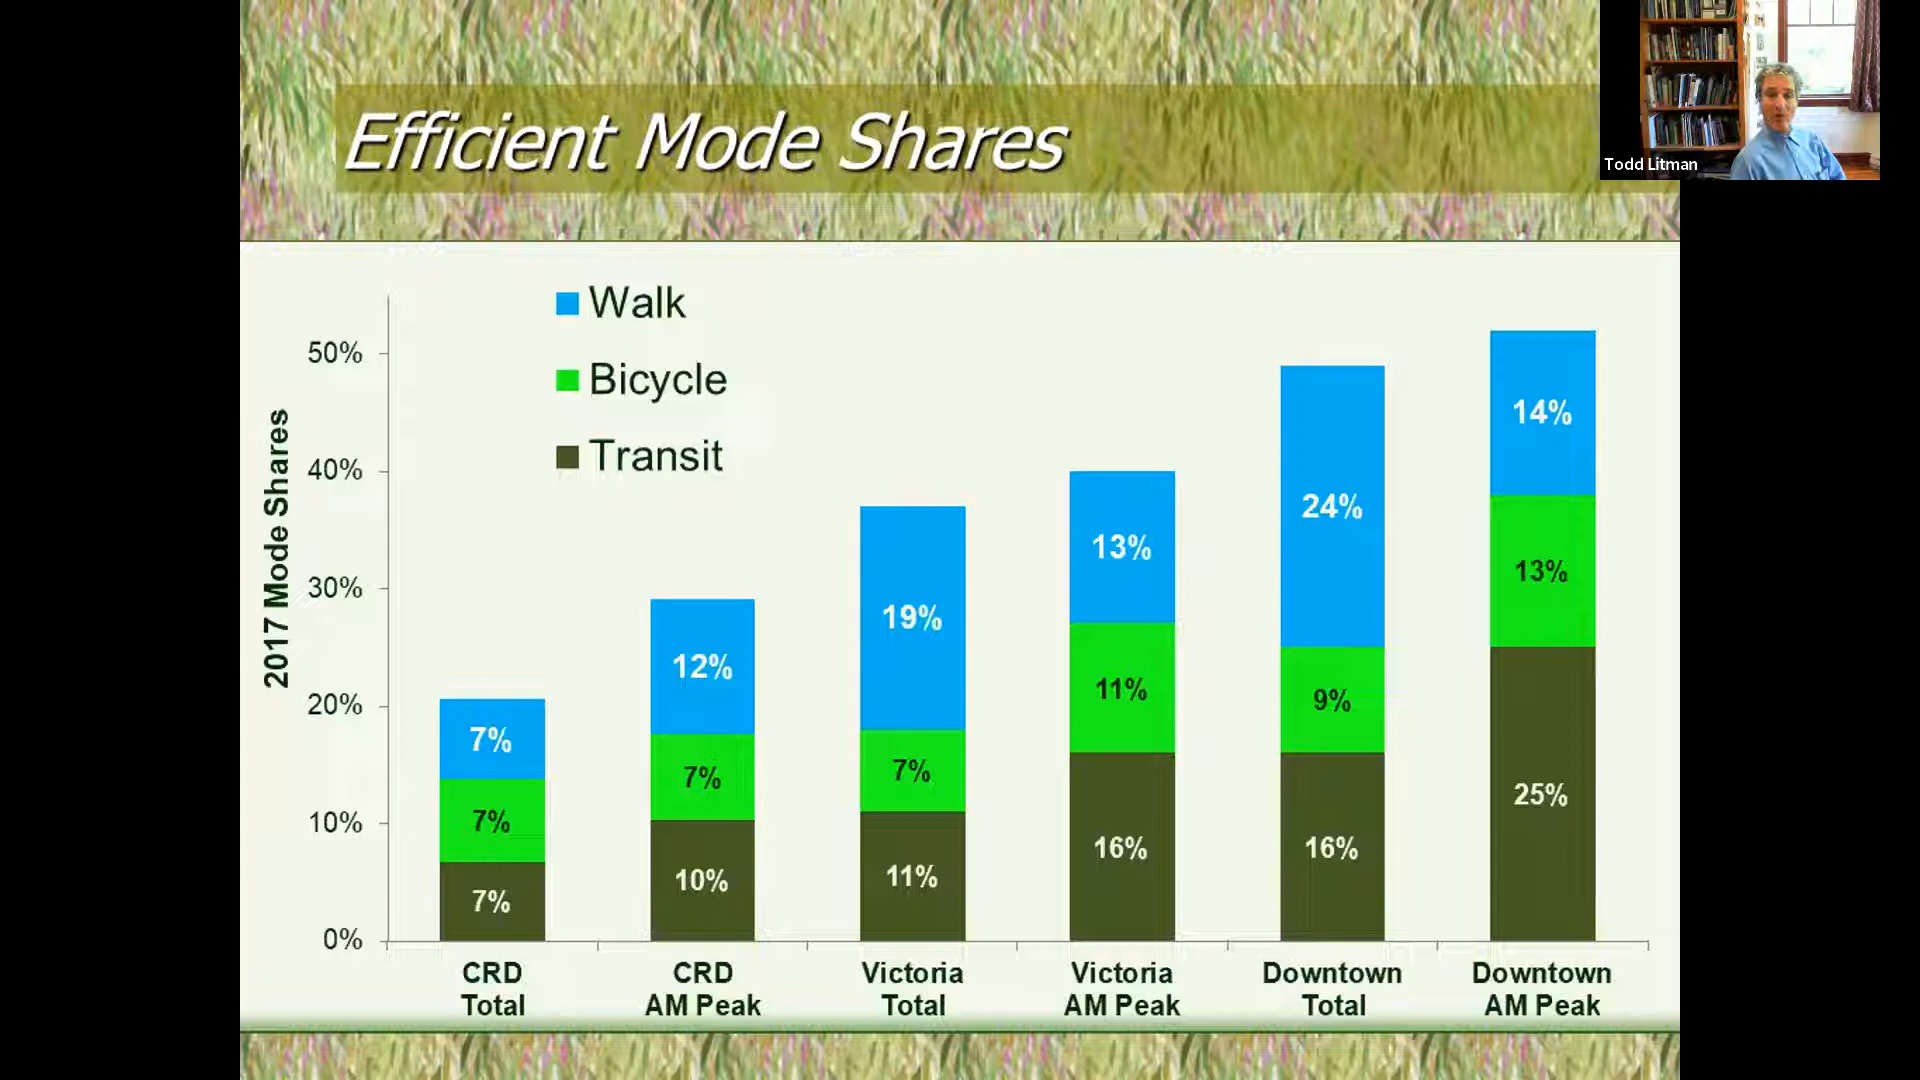 Efficient Mode Shares
Todd Litman
Walk
Bicycle
Transit
2017 Mode Shares
50%
40%
30%
20%
10%
0%
7%
7%
7%
12%
7%
10%
19%
7%
11%
13%
11%
16%
24%
9%
16%
14%
13%
25%
CRD
Total
CRD
AM Peak
Victoria
Total
Victoria
AM Peak
Downtown
Total
Downtown
AM Peak